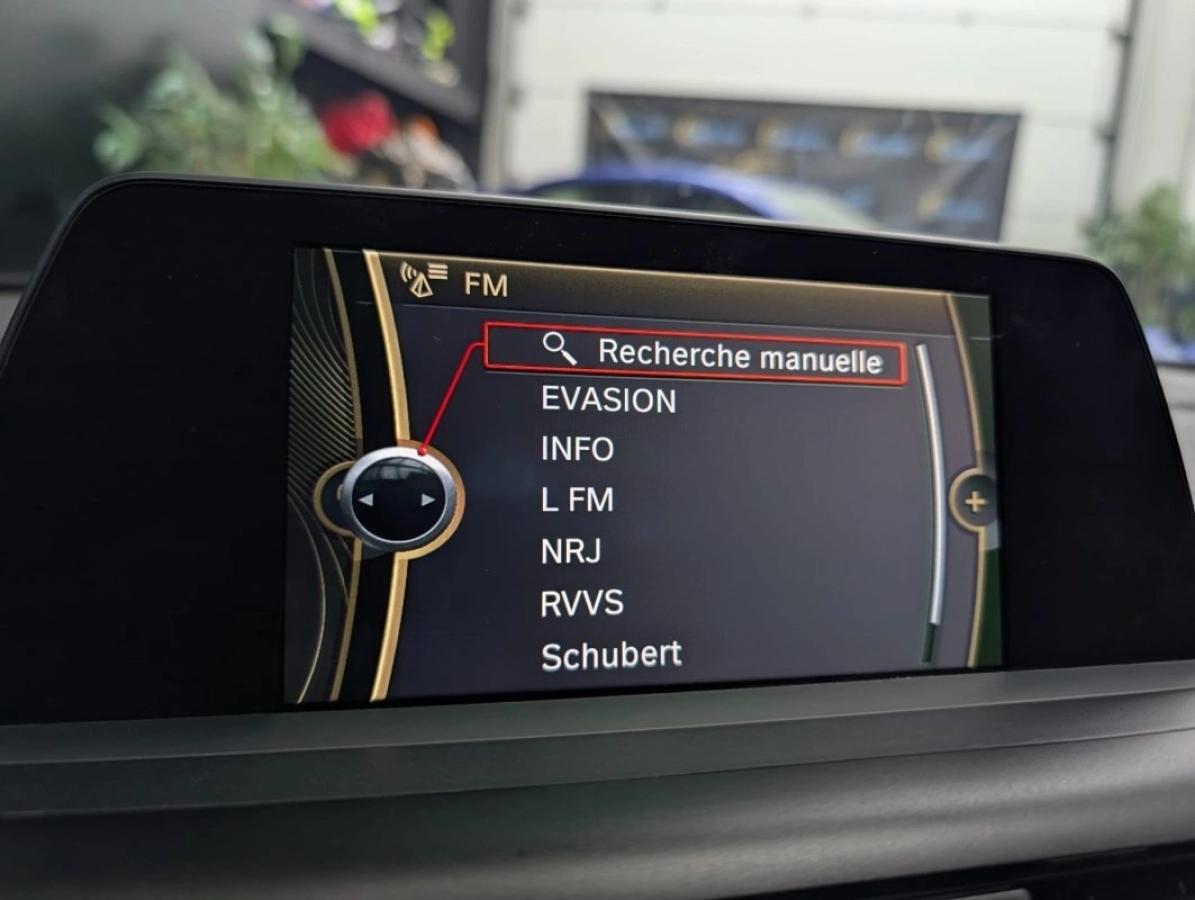 FM
Recherche manuelle
EVASION
INFO
L FM
NRJ
RVVS
Schubert